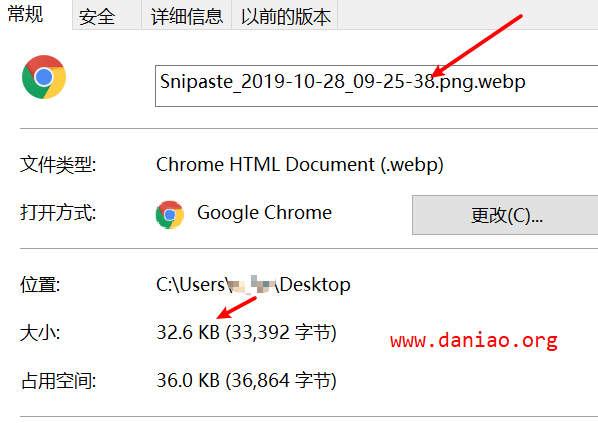 常规 安全 详细信息 以前的版本
Snipaste_2019-10-28_09-25-38.png.webp
文件类型: Chrome HTML Document (.webp)
打开方式: Google Chrome 更改(C)...
位置: C:\Users\ \Desktop
大小: 32.6 KB (33,392 字节)
www.daniao.org
占用空间: 36.0 KB (36,864 字节)